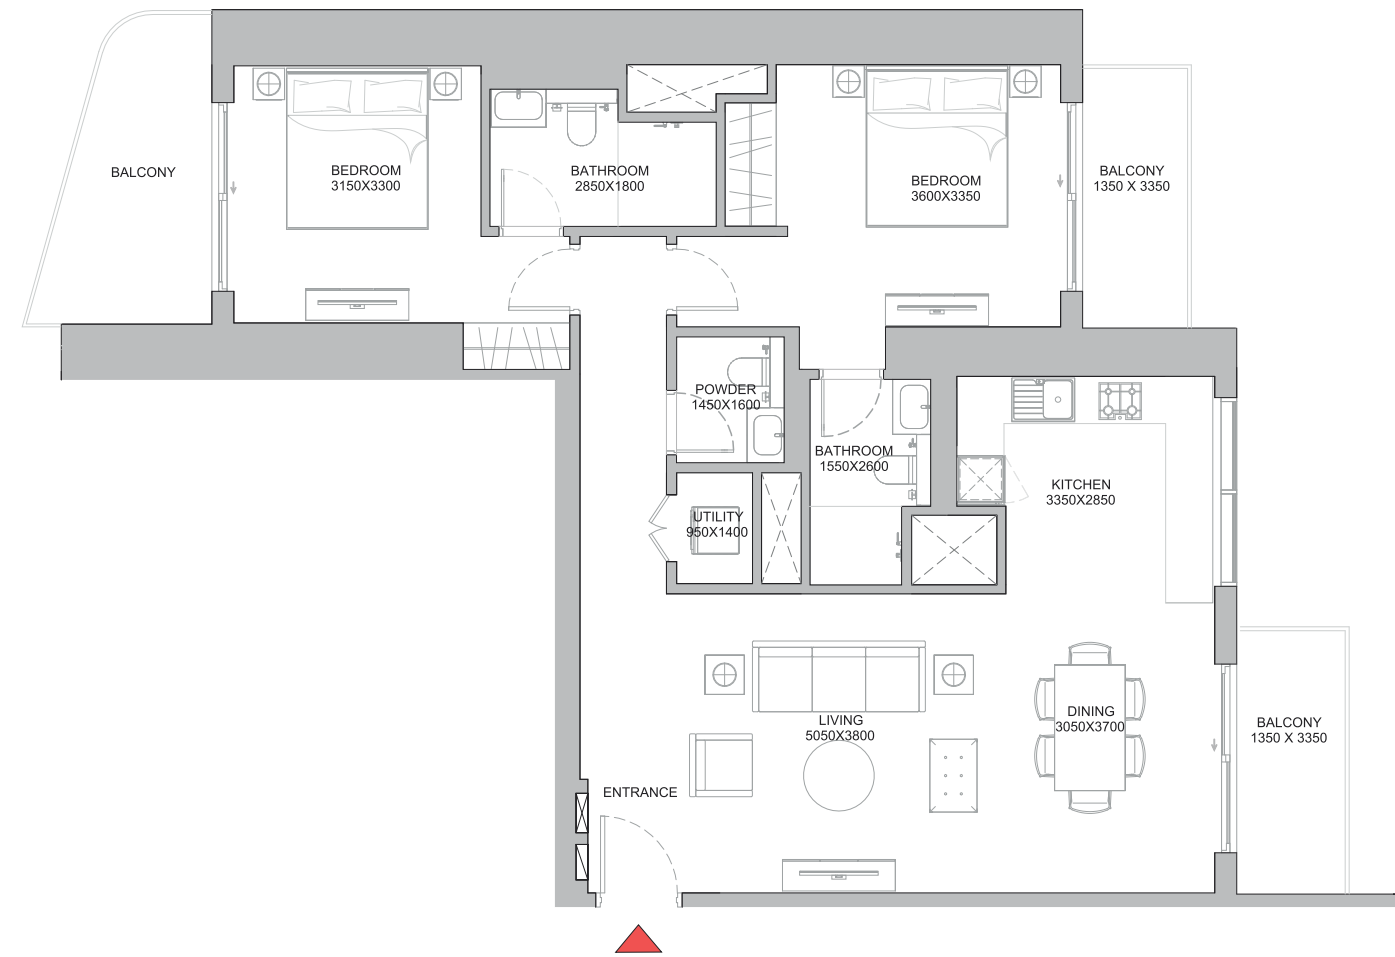 BALCONY
BEDROOM
3150X3300
BATHROOM
2850X1800
BEDROOM
3600X3350
BALCONY
1350 X 3350
POWDER
1450X1600
BATHROOM
1550X2600
KITCHEN
3350X2850
UTILITY
950X1400
LIVING
5050X3800
DINING
3050X3700
BALCONY
1350 X 3350
ENTRANCE